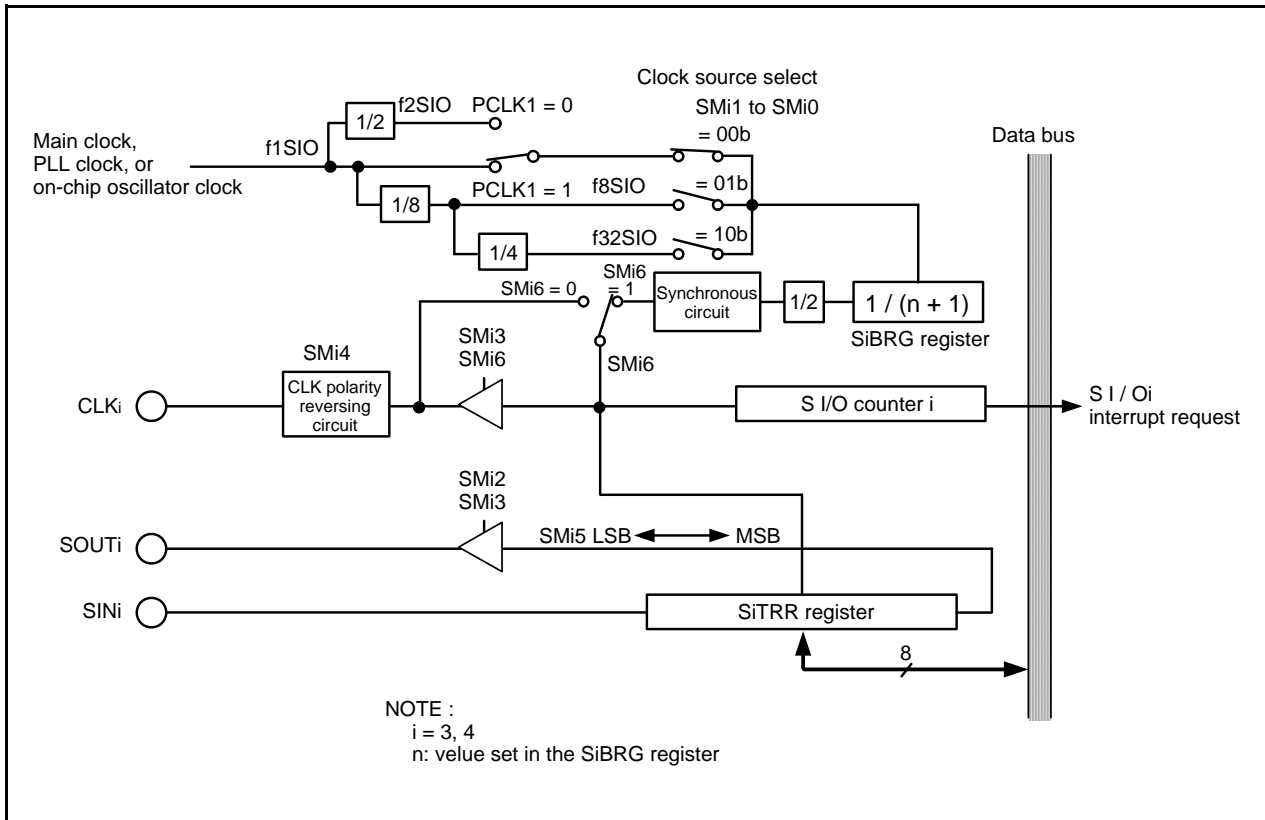 Clock source select
SMi1 to SMi0
f2SIO PCLK1 = 0
1/2
= 00b
Data bus
Main clock,
PLL clock, or
on-chip oscillator clock
f1SIO
1/8
PCLK1 = 1
f8SIO
= 01b
1/4
f32SIO
= 10b
SMi6 = 0
SMi6
= 1
Synchronous
circuit
1/2
1 / (n + 1)
SiBRG register
SMi6
SMi4
SMi3
SMi6
CLKi
CLK polarity
reversing
circuit
S I/O counter i
S I / Oi
interrupt request
SMi2
SMi3
SOUTi
SMi5 LSB
MSB
SINi
SiTRR register
8
NOTE :
i = 3, 4
n: velue set in the SiBRG register